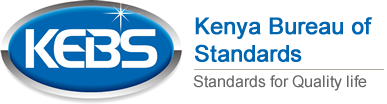 KEBS
Kenya Bureau of
Standards
Standards for Quality life